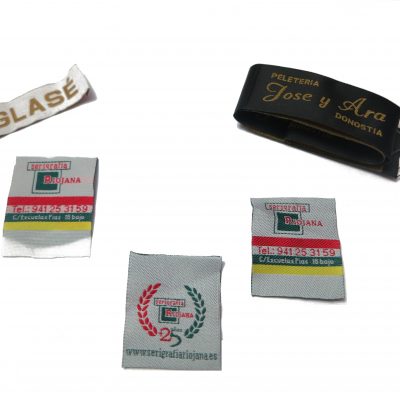 GLASÉ
PELETERIA
Jose y Ara
DONOSTIA
serigrafia
RIOJANA
Tel.: 941 25 31 59
C/Escuelas Pias 18 bajo
serigrafia
RIOJANA
Tel.: 941 25 31 59
C/Escuelas Pias 18 bajo
serigrafia
RIOJANA
25 años
www.serigrafiariojana.es